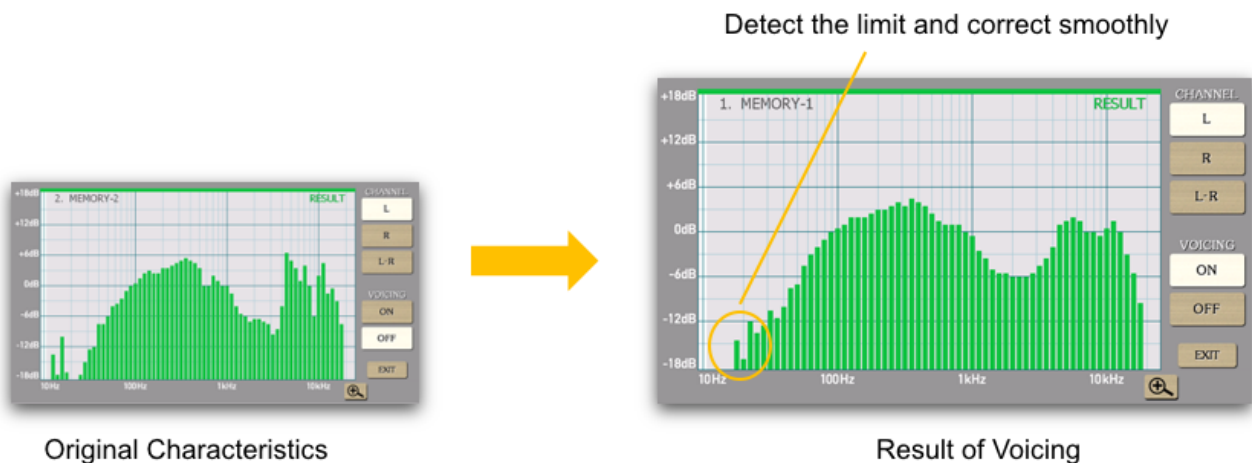 Detect the limit and correct smoothly
+18dB
2. MEMORY-2
RESULT
CHANNEL
L
+12dB
R
+6dB
L-R
0dB
VOICING
-6dB
ON
OFF
-12dB
EXIT
-18dB
10Hz
100Hz
1kHz
10kHz
Original Characteristics
+18dB
1. MEMORY-1
RESULT
CHANNEL
L
+12dB
R
+6dB
L-R
0dB
VOICING
ON
-6dB
OFF
-12dB
EXIT
-18dB
10Hz
100Hz
1kHz
10kHz
Result of Voicing